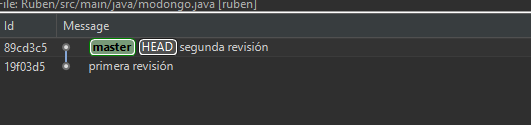 File: Ruben/src/main/java/modongo.java [ruben]
Id Message
89cd3c5 master HEAD segunda revisión
19f03d5 primera revisión